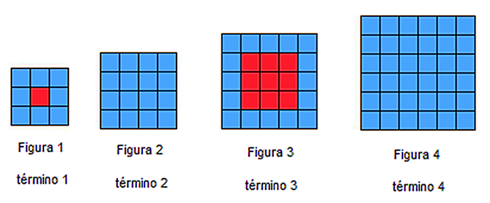 Figura 1
término 1
Figura 2
término 2
Figura 3
término 3
Figura 4
término 4